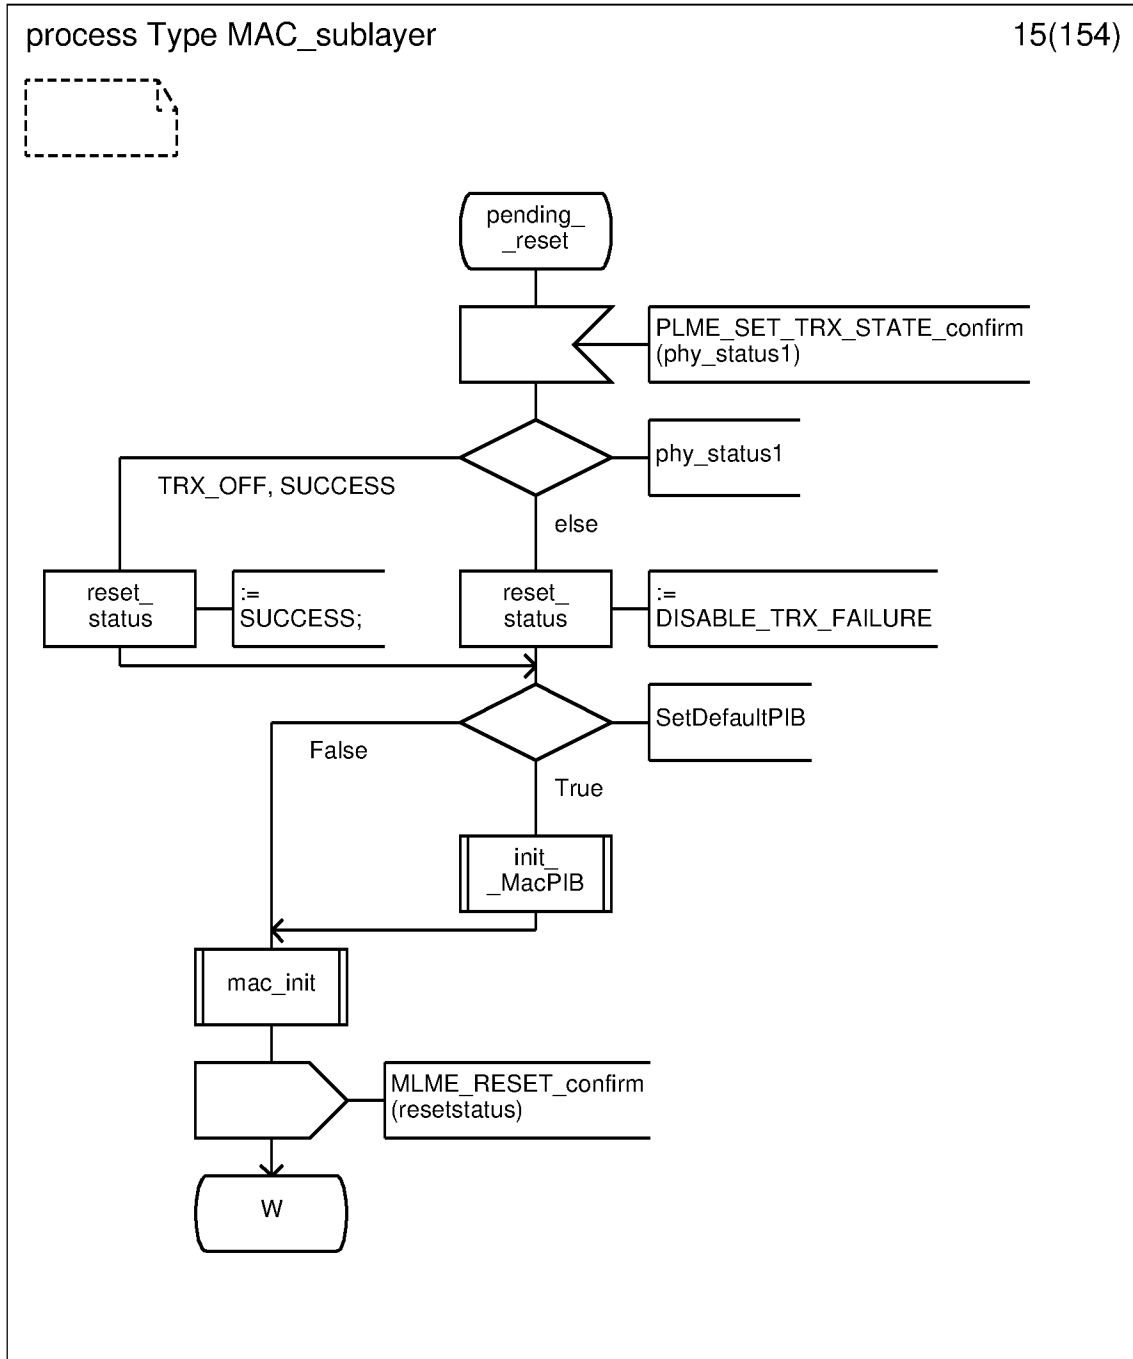 process Type MAC_sublayer
15(154)
pending_
_reset
PLME_SET_TRX_STATE_confirm
(phy_status1)
phy_status1
TRX_OFF, SUCCESS
else
reset_
status
:=
SUCCESS;
reset_
status
:=
DISABLE_TRX_FAILURE
SetDefaultPIB
False
True
init_
_MacPIB
mac_init
MLME_RESET_confirm
(resetstatus)
W